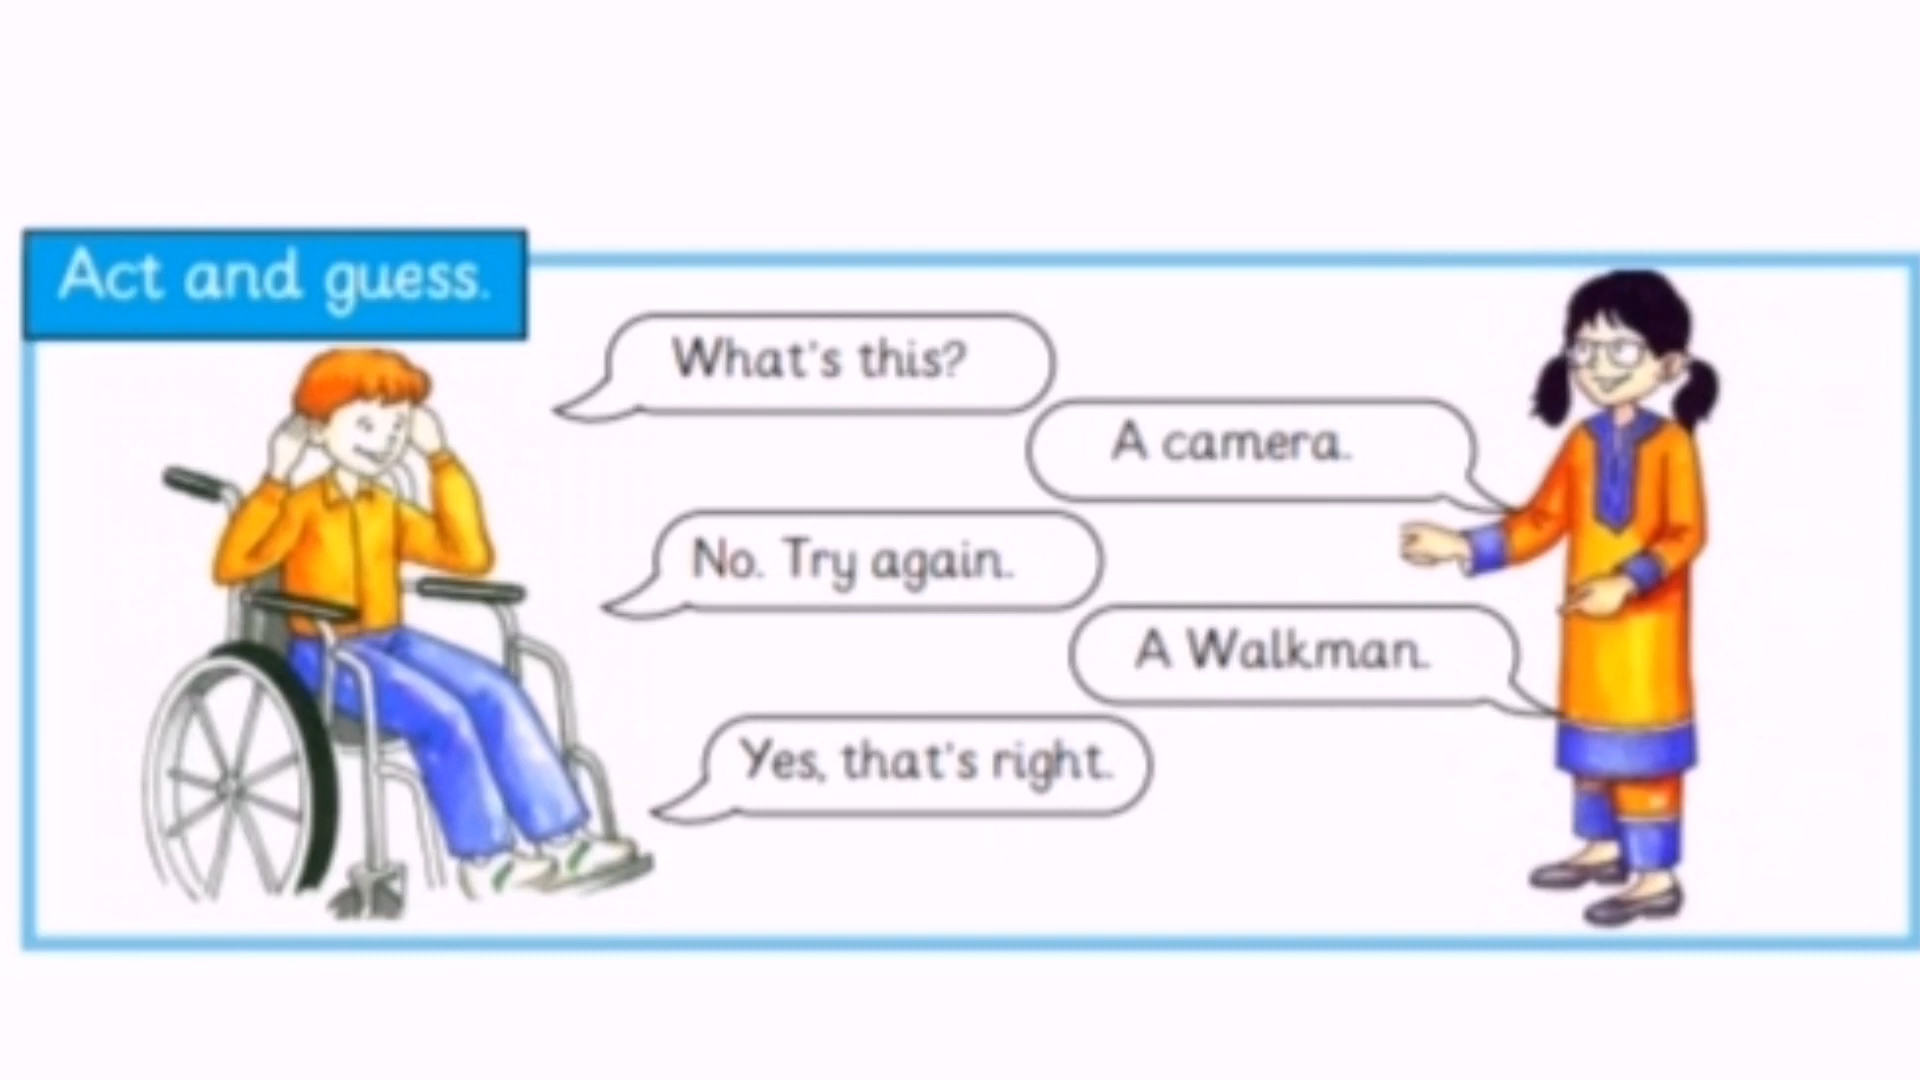 Act and guess.
What's this?
A camera.
No. Try again.
A Walkman.
Yes, that's right.